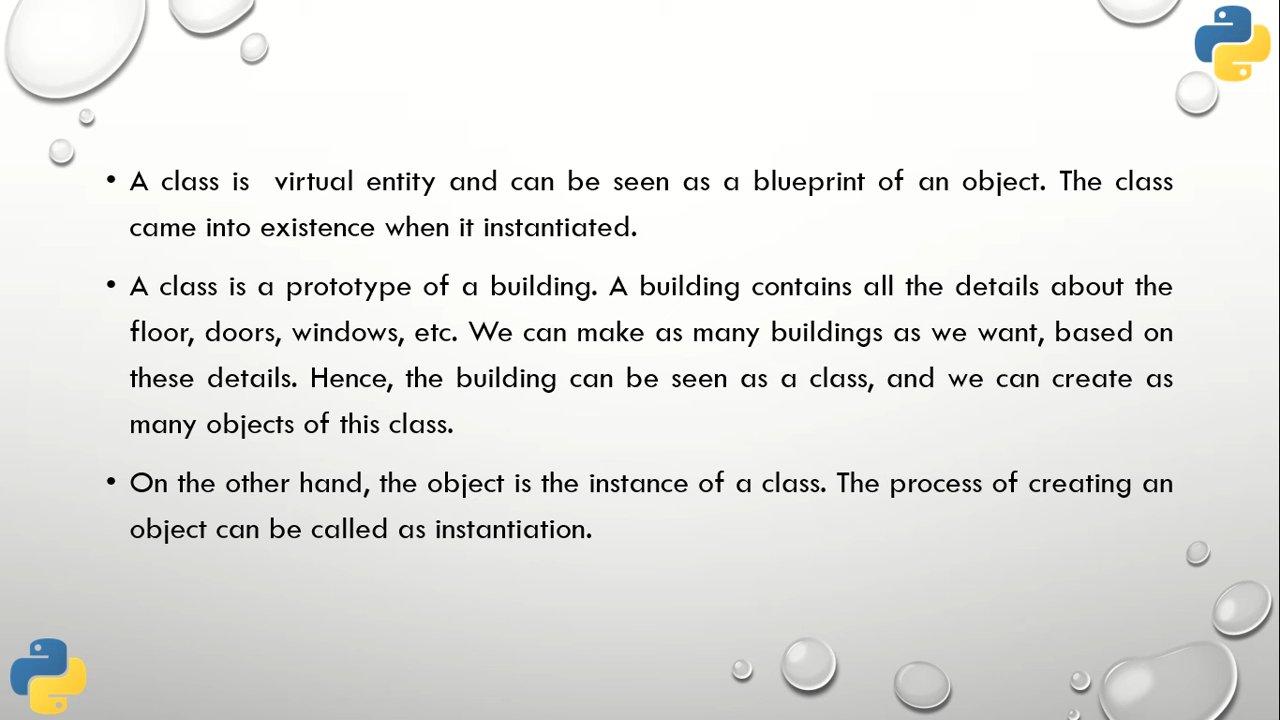 • A class is  virtual entity and can be seen as a blueprint of an object. The class
came into existence when it instantiated.
• A class is a prototype of a building. A building contains all the details about the
floor, doors, windows, etc. We can make as many buildings as we want, based on
these details. Hence, the building can be seen as a class, and we can create as
many objects of this class.
• On the other hand, the object is the instance of a class. The process of creating an
object can be called as instantiation.